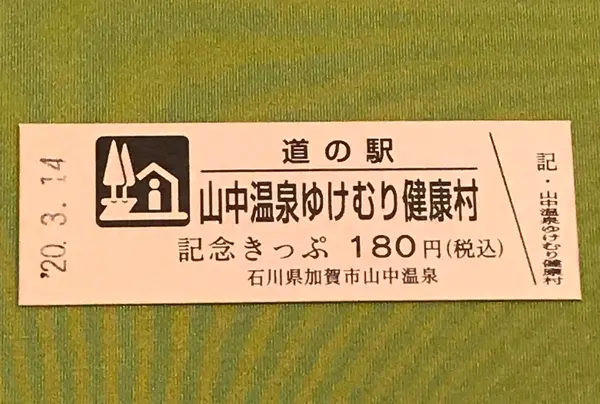 '20. 3. 14
道の駅
山中温泉ゆけむり健康村
記念きっぷ 180円(税込)
石川県加賀市山中温泉
記・山中温泉ゆけむり
村康健